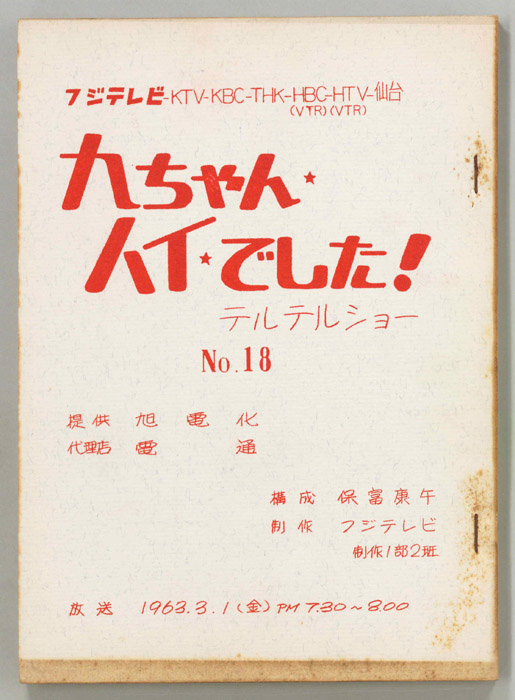 フジテレビ-KTV-KBC-THK-HBC-HTV-仙台
(VTR)(VTR)
九ちゃん・★
ハイ・★でした!
テルテルショー
No.18
提供 旭電化
代理店 電通
構成 保富康午
制作 フジテレビ
制作1部2班
放送 1963.3.1(金)PM7.30~8.00